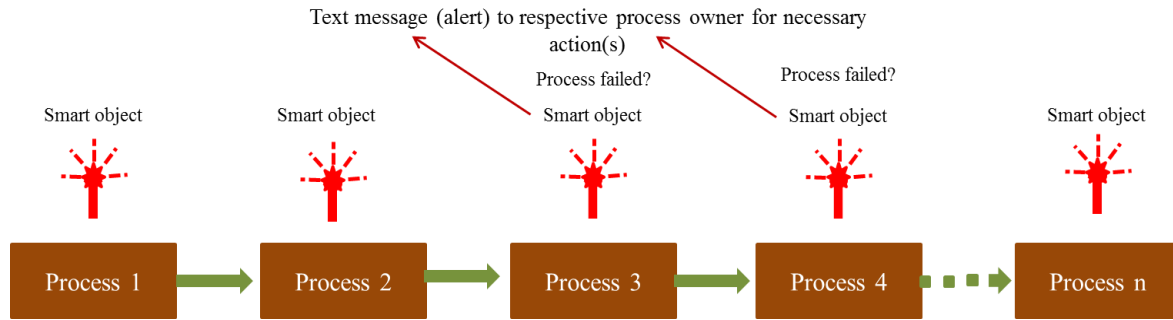 Text message (alert) to respective process owner for necessary
action(s)
Process failed?
Process failed?
Smart object
Smart object
Smart object
Smart object
Smart object
Process 1
Process 2
Process 3
Process 4
Process n